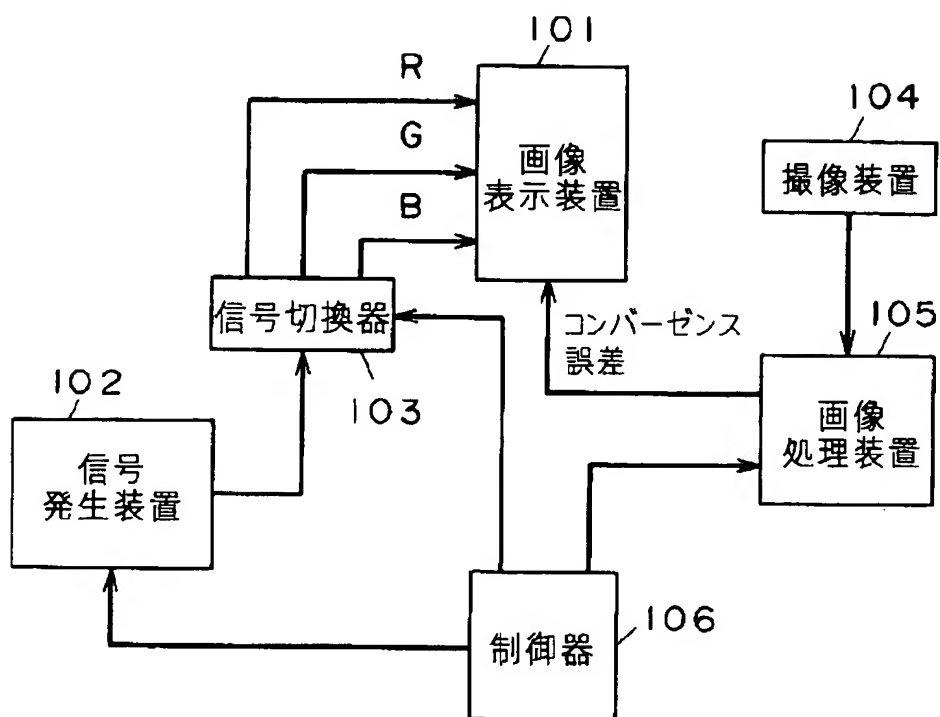 101
R
104
G
画像
表示装置
撮像装置
B
信号切換器
コンバーゼンス
誤差
105
102
103
画像
処理装置
信号
発生装置
106
制御器